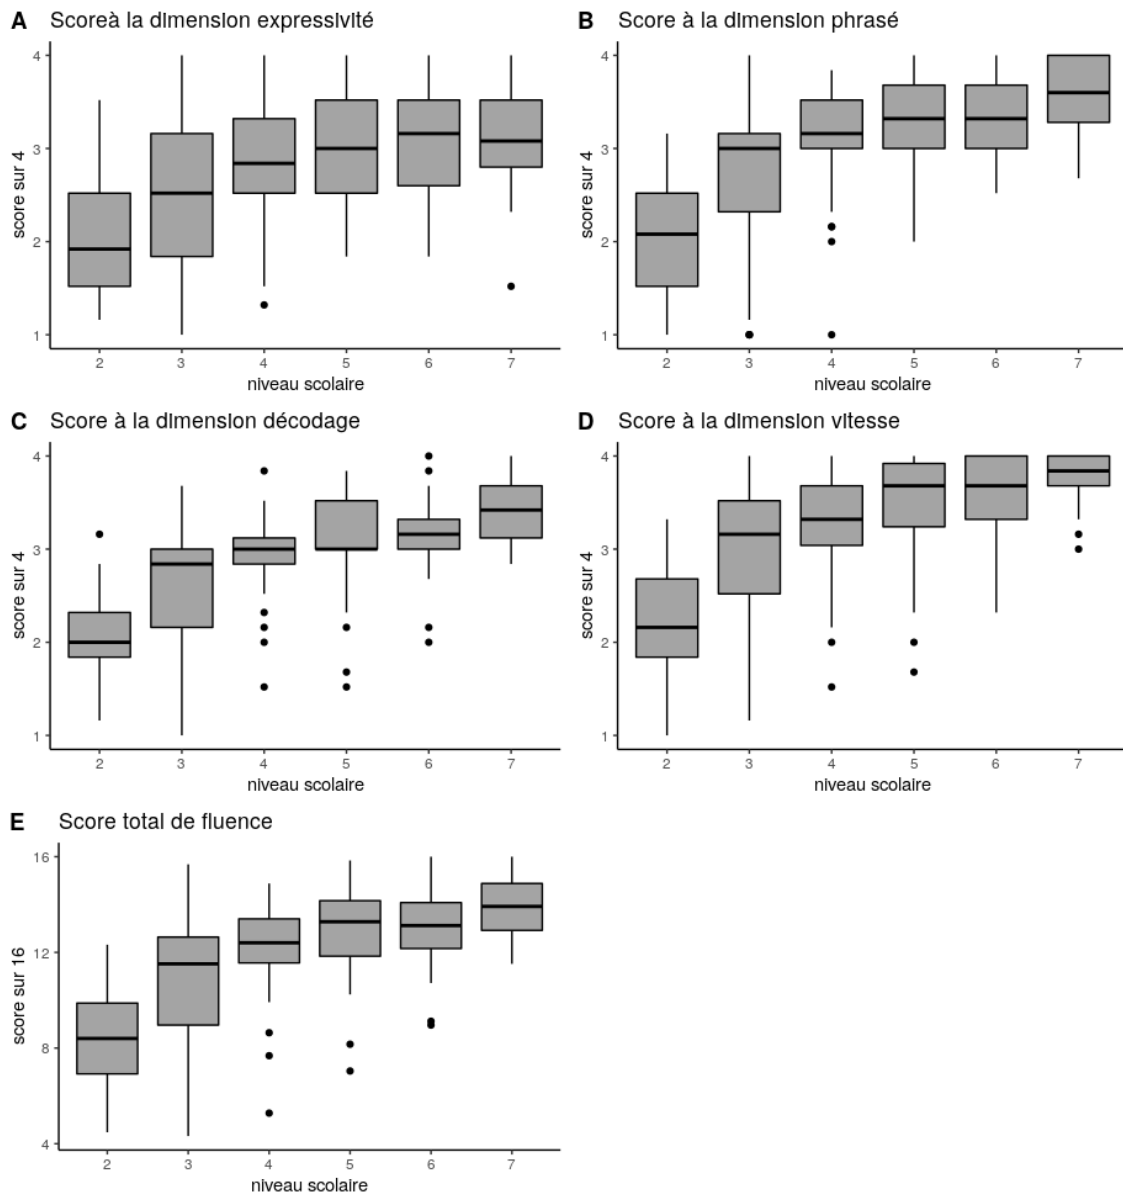 A Scoreà la dimension expressivité
4
3
2
1
score sur 4
2 3 4 5 6 7
niveau scolaire
B Score à la dimension phrasé
4
3
2
1
score sur 4
2 3 4 5 6 7
niveau scolaire
C Score à la dimension décodage
4
3
2
1
score sur 4
2 3 4 5 6 7
niveau scolaire
D Score à la dimension vitesse
4
3
2
1
score sur 4
2 3 4 5 6 7
niveau scolaire
E Score total de fluence
16
12
8
4
score sur 16
2 3 4 5 6 7
niveau scolaire